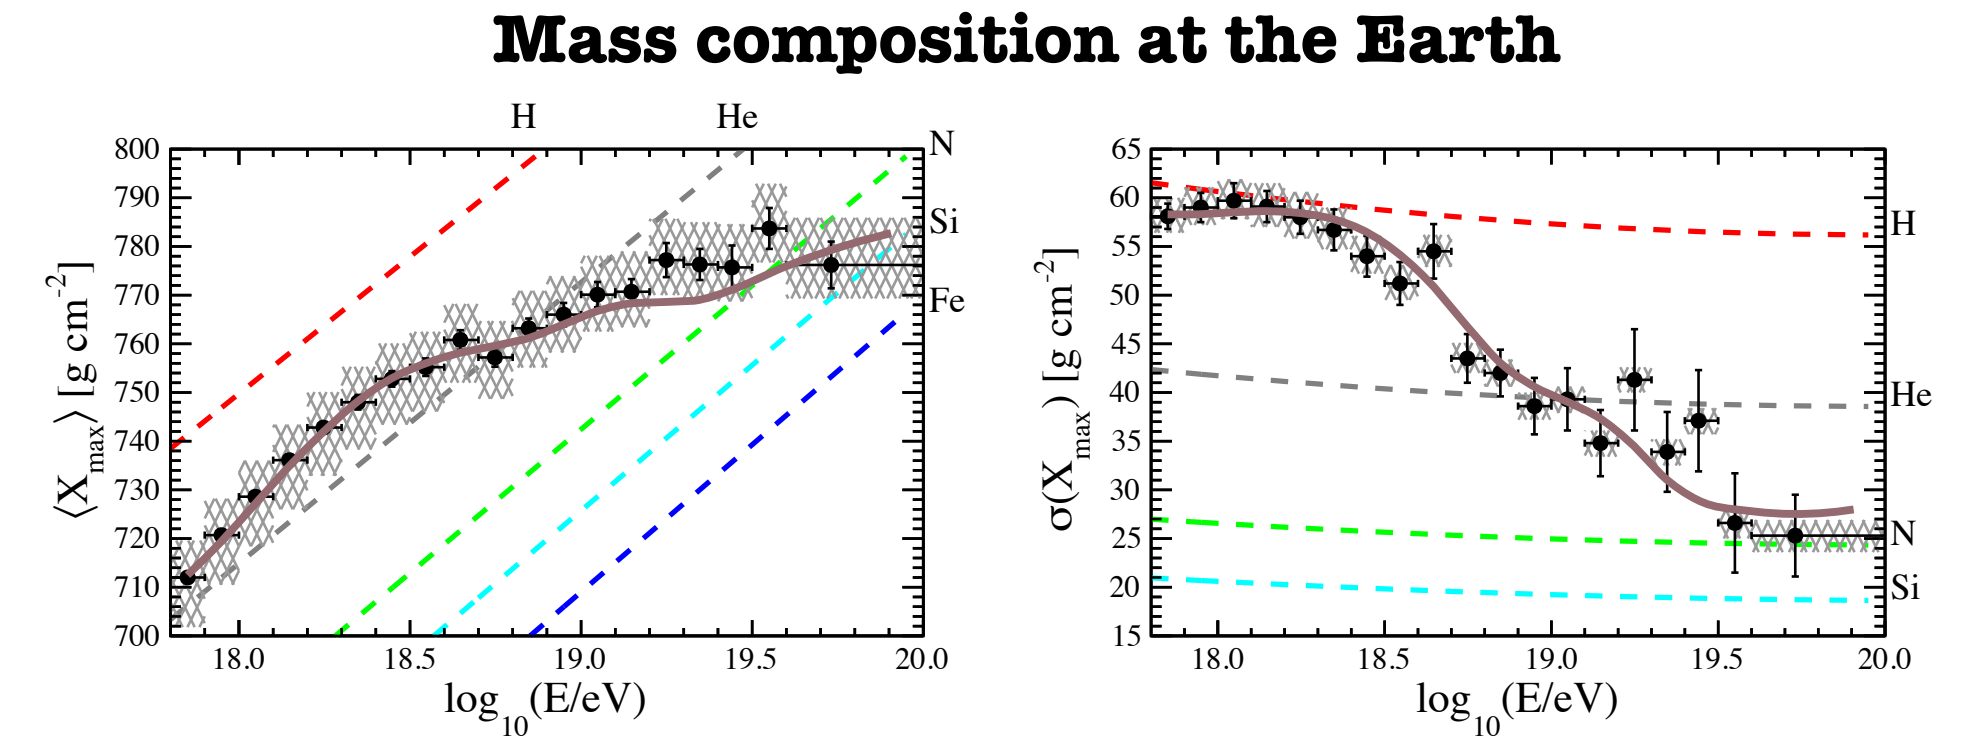 Mass composition at the Earth
H He
N
Si
Fe
800
790
780
770
760
750
740
730
720
710
700
⟨X_max⟩ [g cm^-2]
18.0 18.5 19.0 19.5 20.0
log_10(E/eV)
65
60
55
50
45
40
35
30
25
20
15
σ(X_max) [g cm^-2]
H
He
N
Si
18.0 18.5 19.0 19.5 20.0
log_10(E/eV)